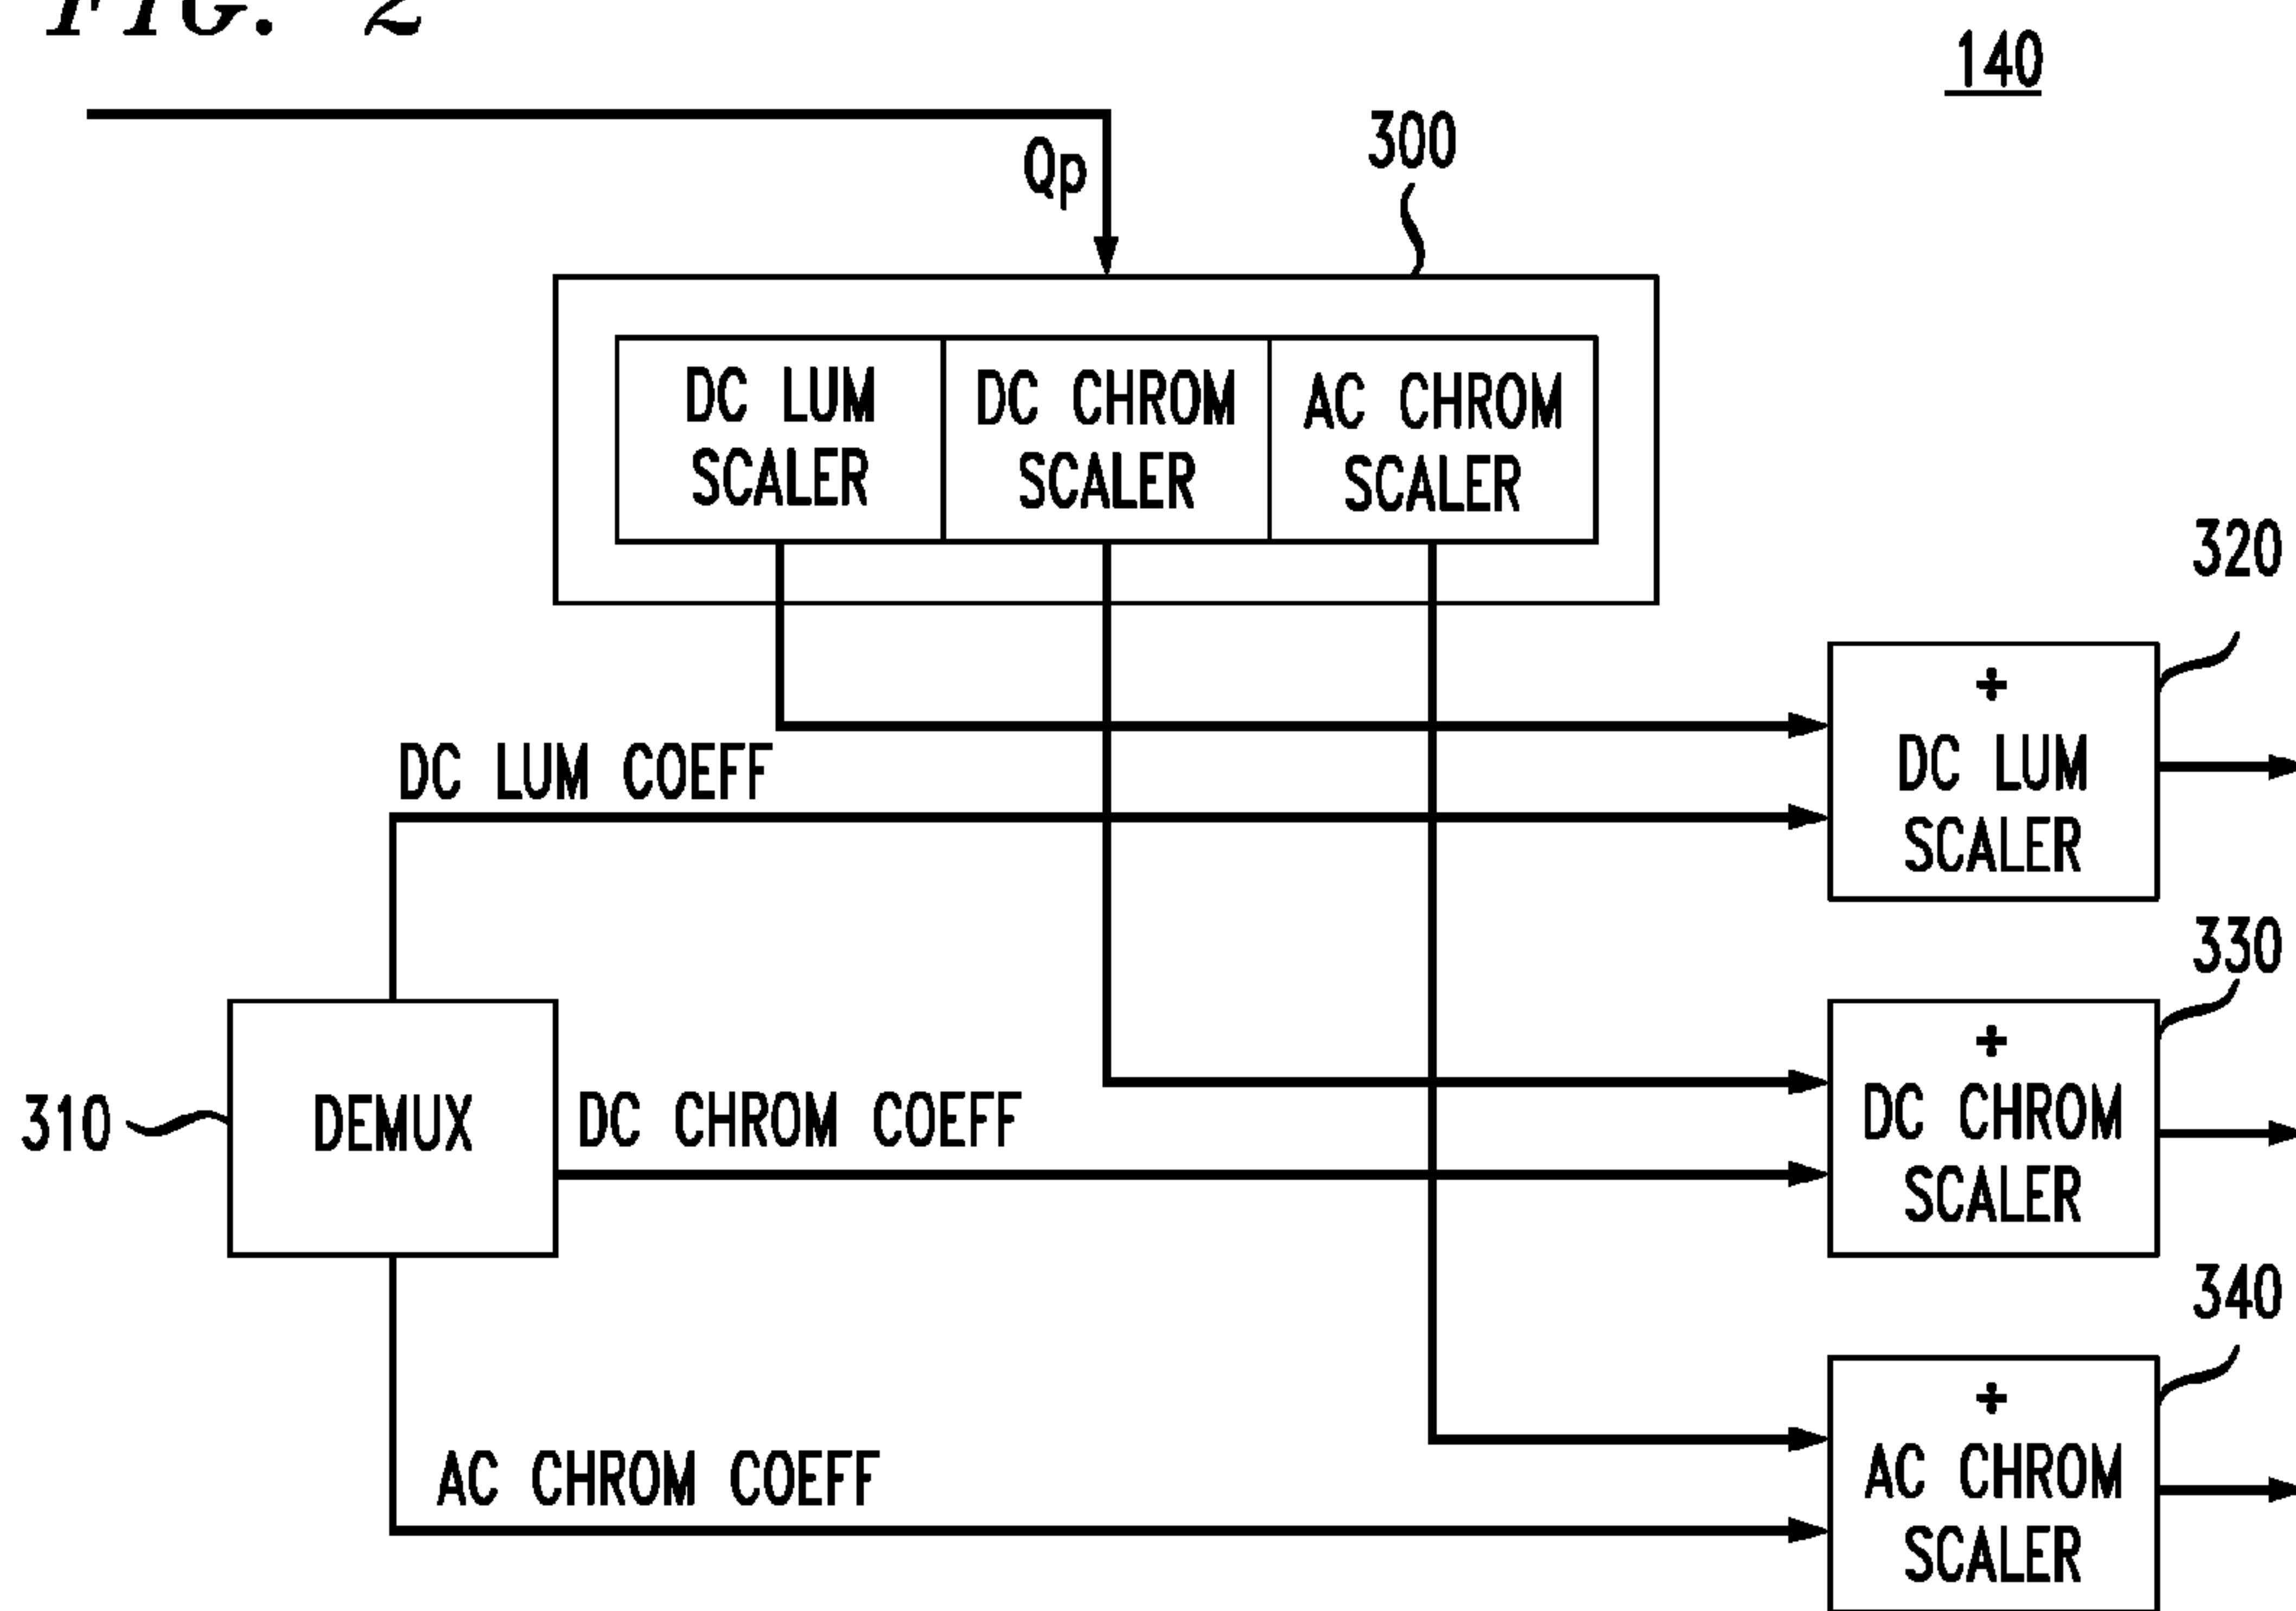 FIG. 2
140
300
Qp
DC LUM
SCALER
DC CHROM
SCALER
AC CHROM
SCALER
320
÷
DC LUM
SCALER
DC LUM COEFF
330
÷
DC CHROM
SCALER
310
DEMUX
DC CHROM COEFF
340
÷
AC CHROM
SCALER
AC CHROM COEFF